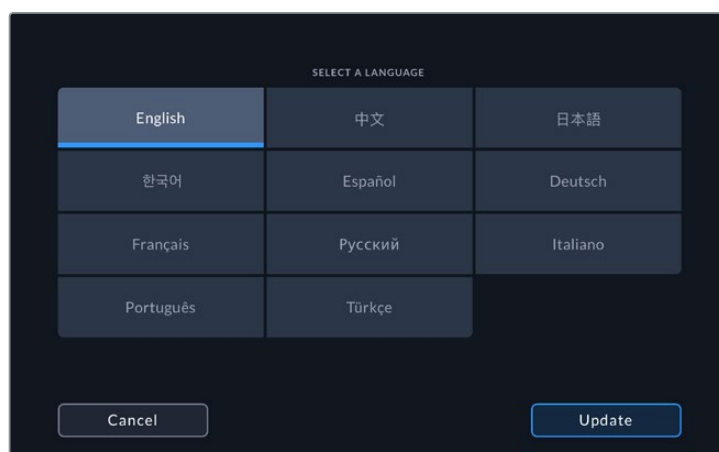 SELECT A LANGUAGE
English 中文 日本語
한국어 Español Deutsch
Français Русский Italiano
Português Türkçe
Cancel Update